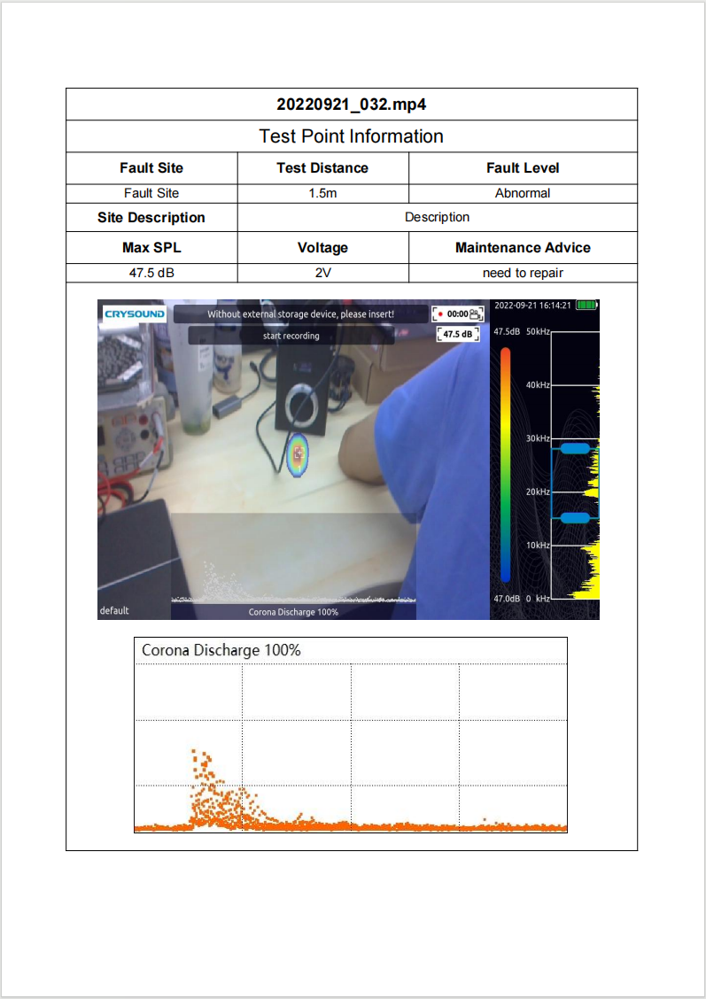 20220921_032.mp4
Test Point Information
Fault Site Test Distance Fault Level
Fault Site 1.5m Abnormal
Site Description Description
Max SPL Voltage Maintenance Advice
47.5 dB 2V need to repair
CRYSOUND Without external storage device, please insert! 00:00 2022-09-21 16:14:21
start recording 47.5 dB 47.5dB 50kHz
40kHz
30kHz
20kHz
10kHz
47.0dB 0 kHz
default Corona Discharge 100%
Corona Discharge 100%